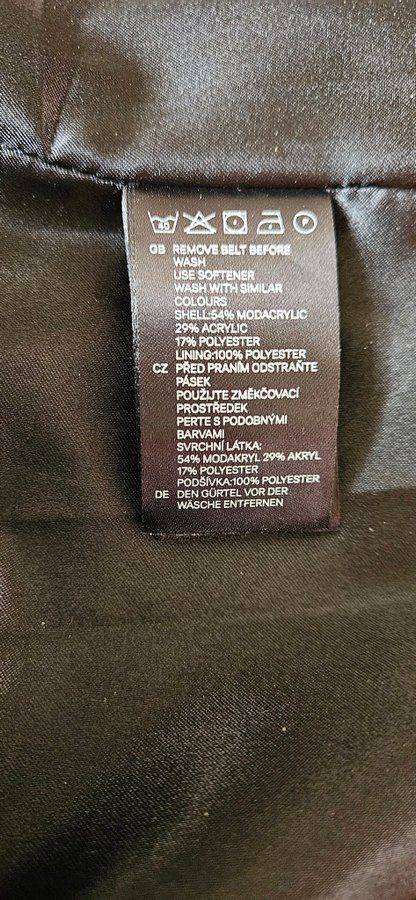 40 P
GB REMOVE BELT BEFORE
WASH
USE SOFTENER
WASH WITH SIMILAR
COLOURS
SHELL:54% MODACRYLIC
29% ACRYLIC
17% POLYESTER
LINING:100% POLYESTER
CZ PŘED PRANÍM ODSTRAŇTE
PÁSEK
POUŽIJTE ZMĚKČOVACÍ
PROSTŘEDEK
PERTE S PODOBNÝMI
BARVAMI
SVRCHNÍ LÁTKA:
54% MODAKRYL 29% AKRYL
17% POLYESTER
PODŠÍVKA:100% POLYESTER
DE DEN GÜRTEL VOR DER
WÄSCHE ENTFERNEN